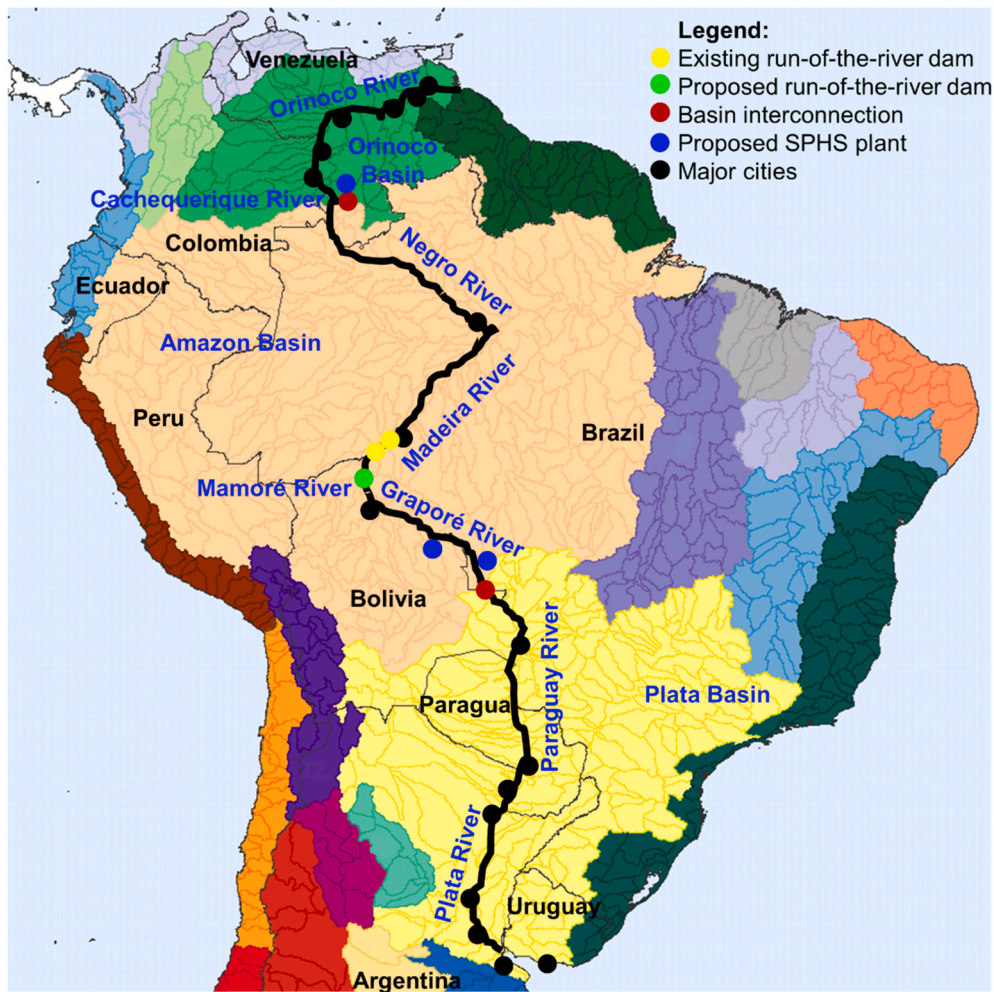 Legend:
Existing run-of-the-river dam
Proposed run-of-the-river dam
Basin interconnection
Proposed SPHS plant
Major cities
Venezuela
Orinoco River
Orinoco
Basin
Cachequerique River
Colombia
Negro River
Ecuador
Amazon Basin
Madeira River
Peru
Brazil
Mamoré River
Graporé River
Bolivia
Paraguay River
Plata Basin
Paragua
Plata River
Uruguay
Argentina